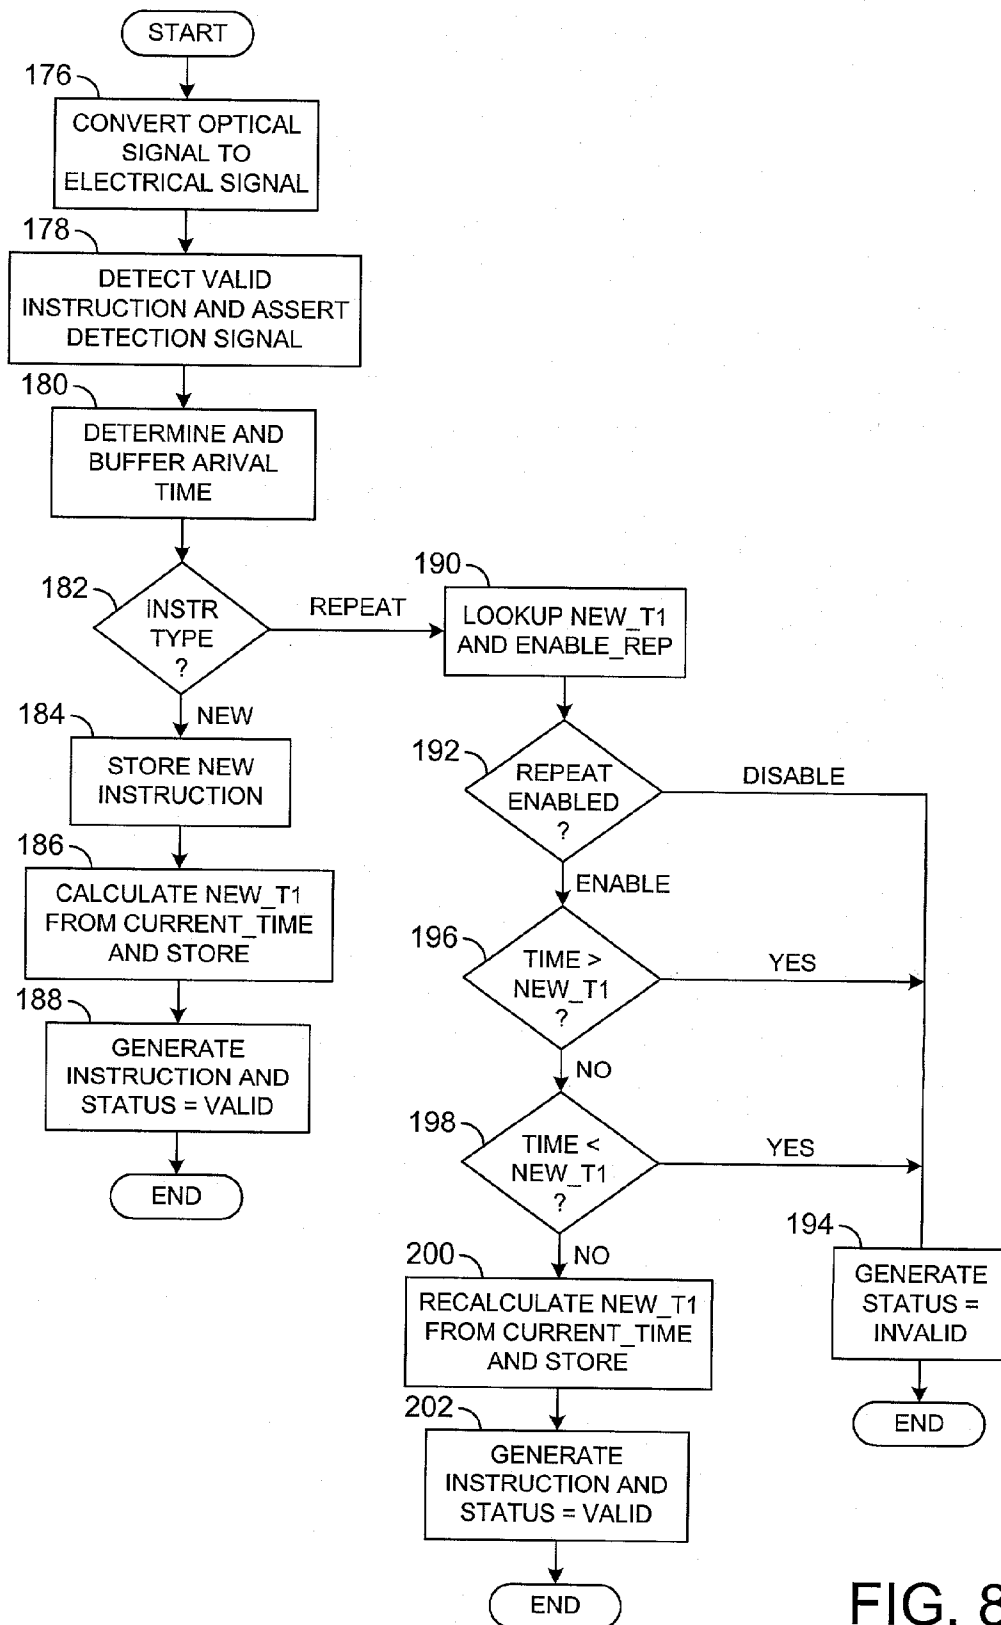 START
176
CONVERT OPTICAL
SIGNAL TO
ELECTRICAL SIGNAL
178
DETECT VALID
INSTRUCTION AND ASSERT
DETECTION SIGNAL
180
DETERMINE AND
BUFFER ARIVAL
TIME
182
INSTR
TYPE
?
REPEAT
NEW
184
STORE NEW
INSTRUCTION
186
CALCULATE NEW_T1
FROM CURRENT_TIME
AND STORE
188
GENERATE
INSTRUCTION AND
STATUS = VALID
END
190
LOOKUP NEW_T1
AND ENABLE_REP
192
REPEAT
ENABLED
?
DISABLE
ENABLE
196
TIME >
NEW_T1
?
YES
NO
198
TIME <
NEW_T1
?
YES
NO
200
RECALCULATE NEW_T1
FROM CURRENT_TIME
AND STORE
202
GENERATE
INSTRUCTION AND
STATUS = VALID
END
194
GENERATE
STATUS =
INVALID
END
FIG. 8